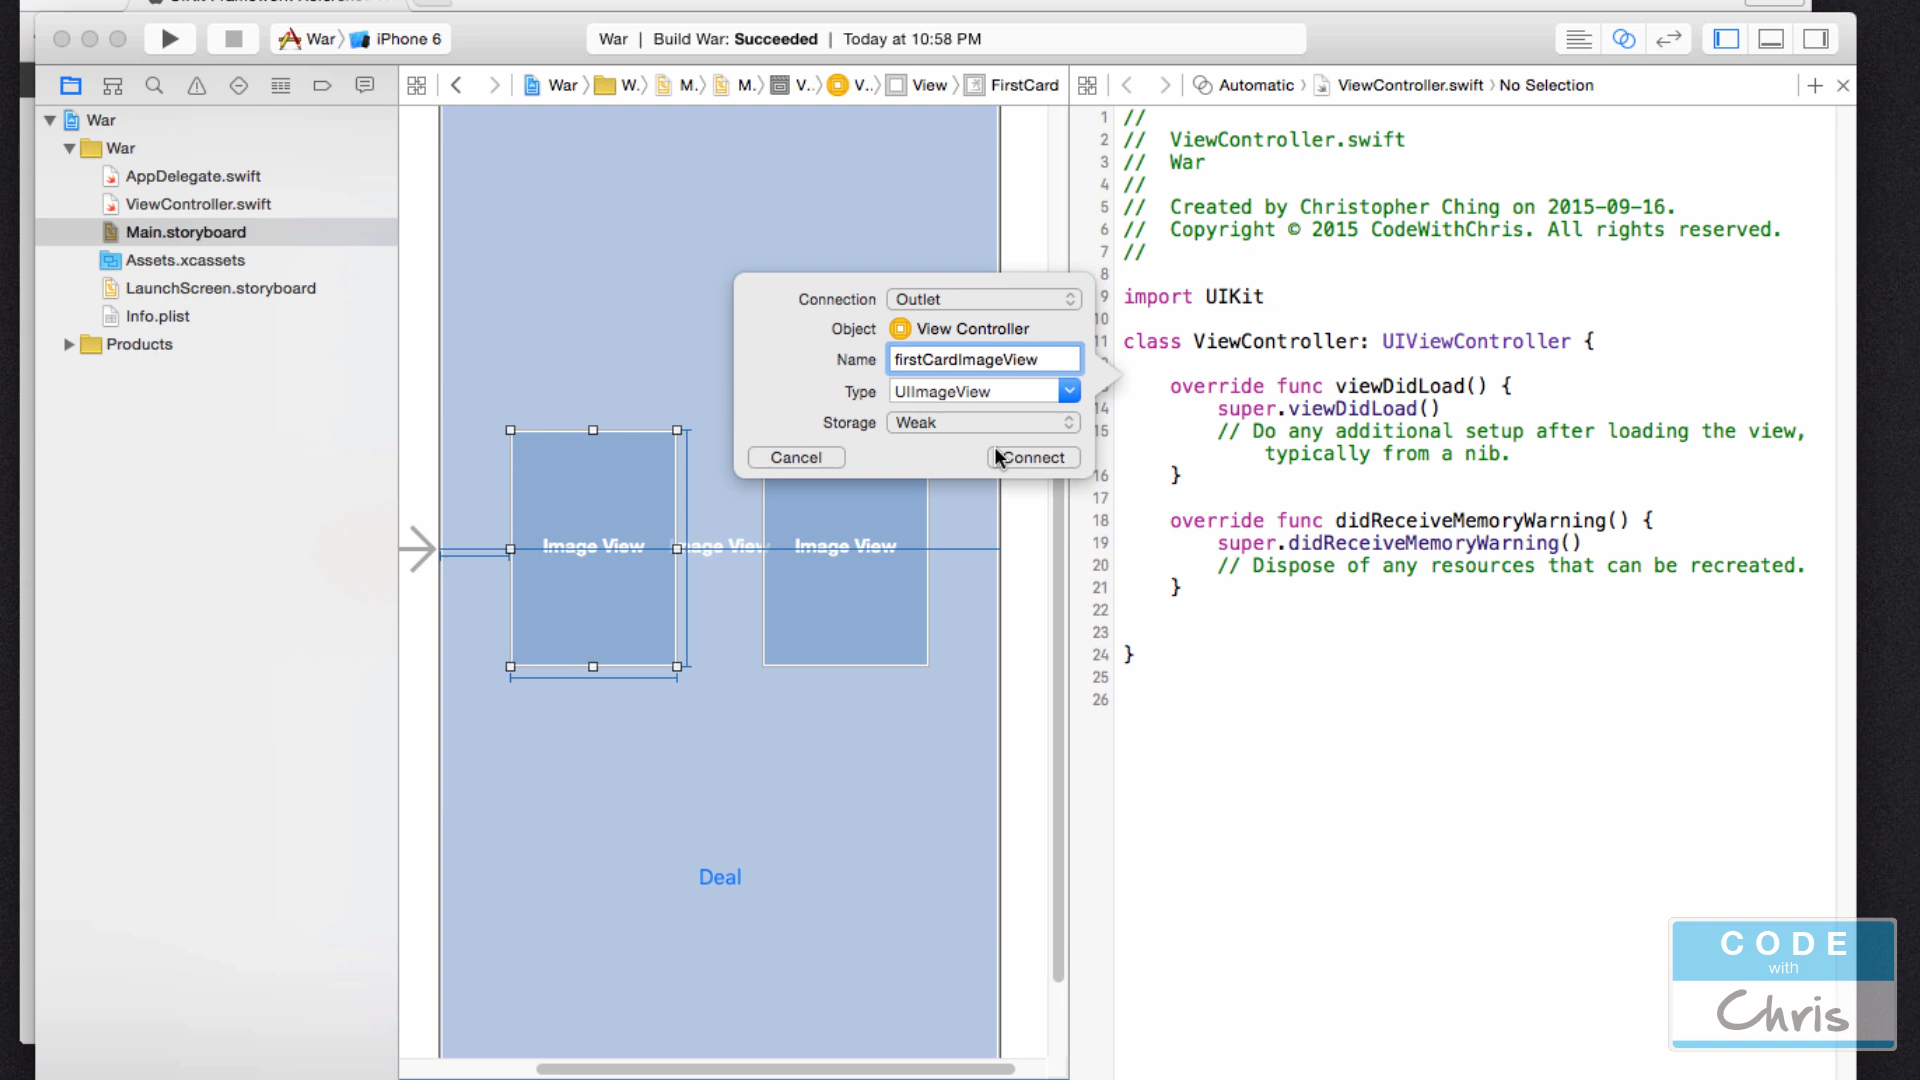 War
iPhone 6
War | Build War: Succeeded | Today at 10:58 PM
War
W.
M.
M.
V..
V..
View
FirstCard
Automatic
ViewController.swift
No Selection
War
War
AppDelegate.swift
ViewController.swift
Main.storyboard
Assets.xcassets
LaunchScreen.storyboard
Info.plist
Products
Connection Outlet
Object View Controller
Name firstCardImageView
Type UIImageView
Storage Weak
Cancel
Connect
Image View
Image View
Image View
Deal
1 //
2 // ViewController.swift
3 // War
4 //
5 // Created by Christopher Ching on 2015-09-16.
6 // Copyright © 2015 CodeWithChris. All rights reserved.
7 //
8
9 import UIKit
10
11 class ViewController: UIViewController {
override func viewDidLoad() {
14 super.viewDidLoad()
15 // Do any additional setup after loading the view,
typically from a nib.
16 }
17
18 override func didReceiveMemoryWarning() {
19 super.didReceiveMemoryWarning()
20 // Dispose of any resources that can be recreated.
21 }
22
23
24 }
25
26
CODE
with
Chris